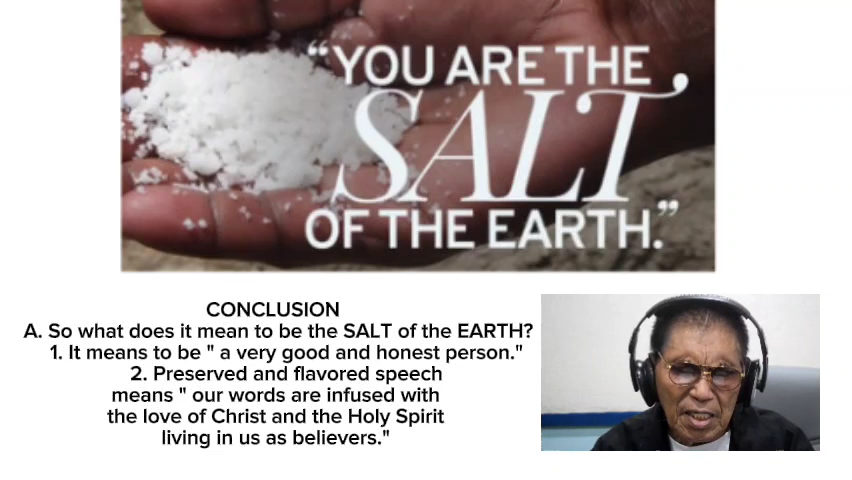 “YOU ARE THE
SALT
OF THE EARTH.”
CONCLUSION
A. So what does it mean to be the SALT of the EARTH?
1. It means to be " a very good and honest person."
2. Preserved and flavored speech
means " our words are infused with
the love of Christ and the Holy Spirit
living in us as believers."